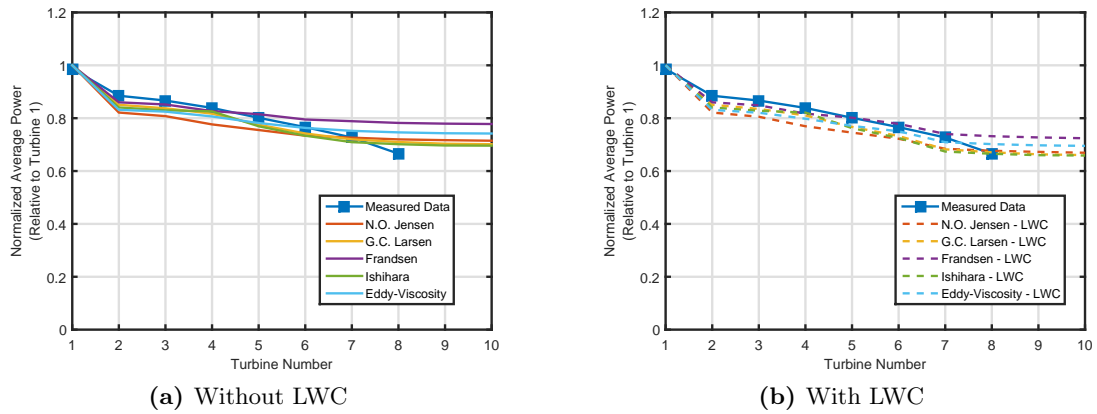 1.2
1
0.8
0.6
0.4
0.2
0
Normalized Average Power
(Relative to Turbine 1)
Measured Data
N.O. Jensen
G.C. Larsen
Frandsen
Ishihara
Eddy-Viscosity
1 2 3 4 5 6 7 8 9 10
Turbine Number
(a) Without LWC
1.2
1
0.8
0.6
0.4
0.2
0
Normalized Average Power
(Relative to Turbine 1)
Measured Data
N.O. Jensen - LWC
G.C. Larsen - LWC
Frandsen - LWC
Ishihara - LWC
Eddy-Viscosity - LWC
1 2 3 4 5 6 7 8 9 10
Turbine Number
(b) With LWC